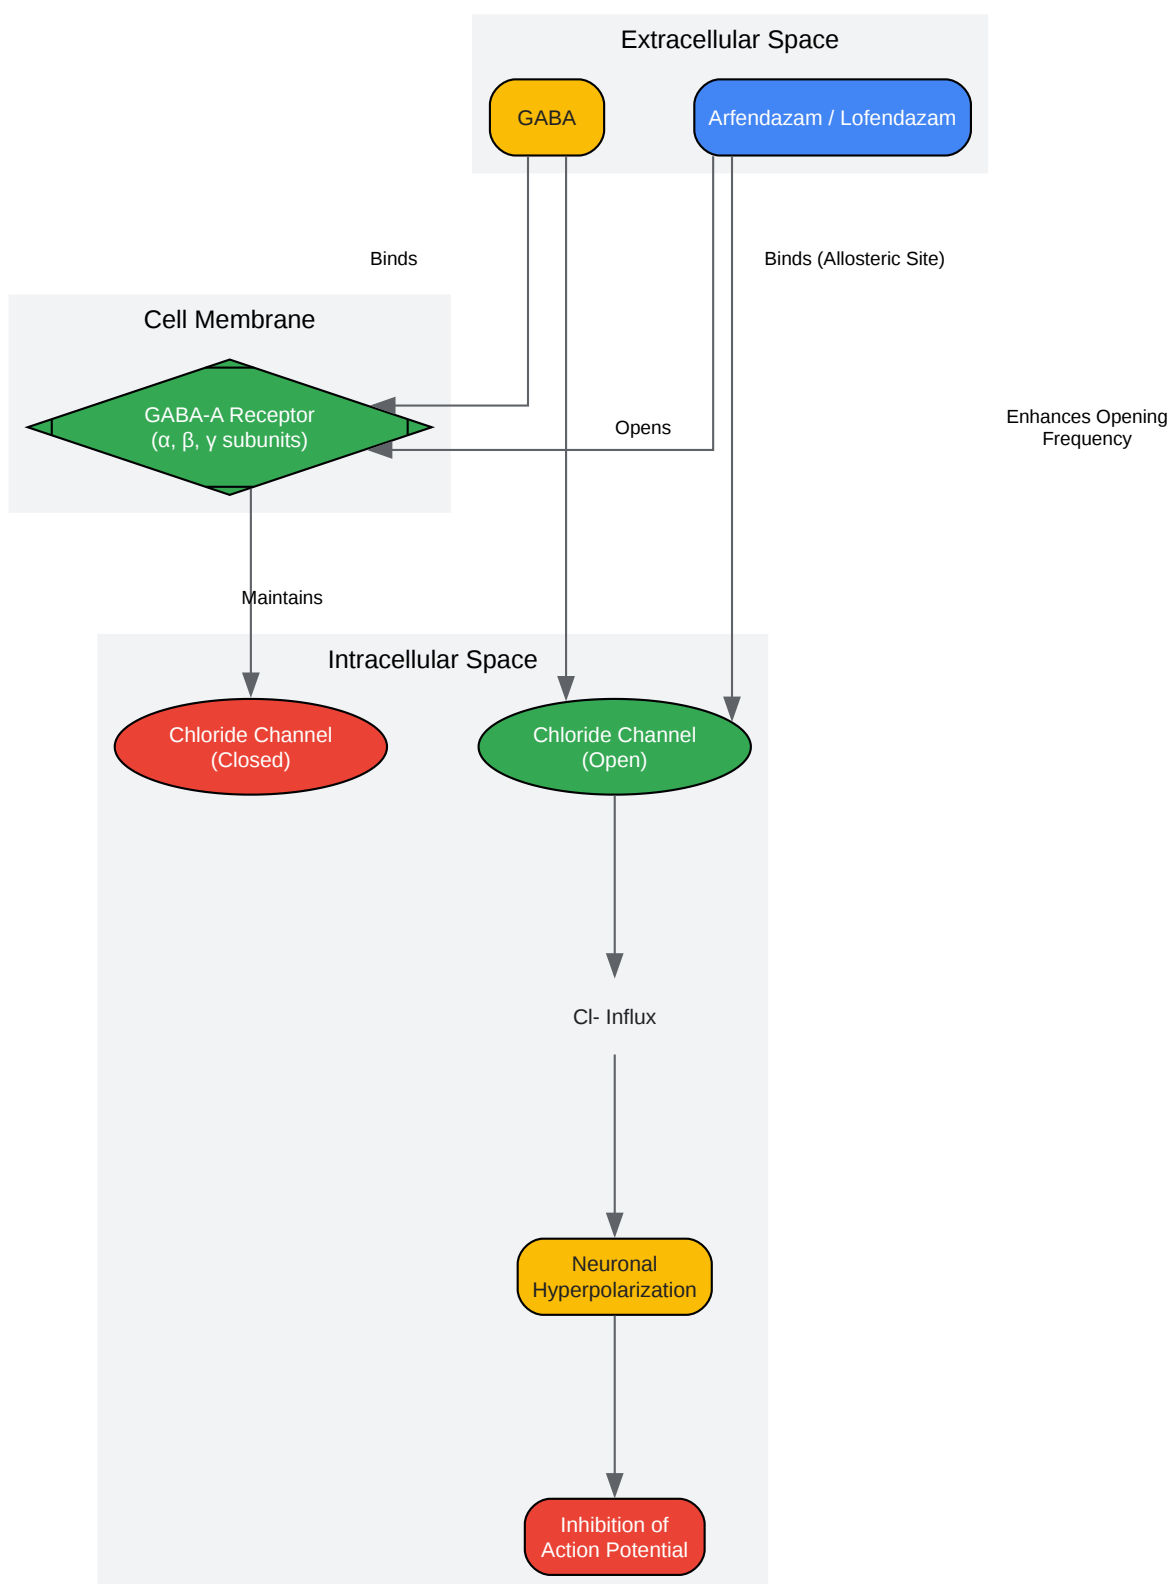 Extracellular Space
GABA
Arfendazam / Lofendazam
Binds
Binds (Allosteric Site)
Cell Membrane
GABA-A Receptor
(α, β, γ subunits)
Opens
Enhances Opening
Frequency
Maintains
Intracellular Space
Chloride Channel
(Closed)
Chloride Channel
(Open)
Cl- Influx
Neuronal
Hyperpolarization
Inhibition of
Action Potential